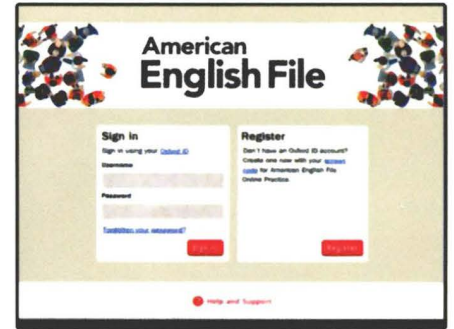 American
English File
Sign in
Sign in using your Oxford ID
Username
Password
Forgotten your password?
Sign in
Register
Don't have an Oxford ID account?
Create one now with your access
code for American English File
Online Practice.
Register
Help and Support